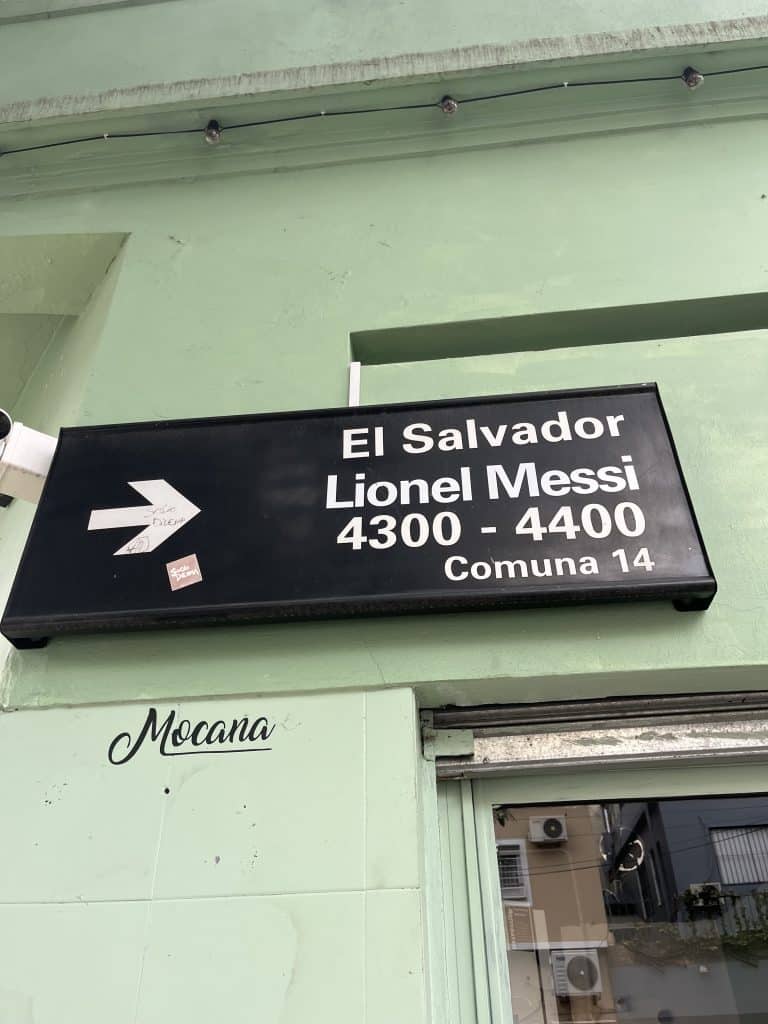 El Salvador
Lionel Messi
4300 - 4400
Comuna 14
Mocana